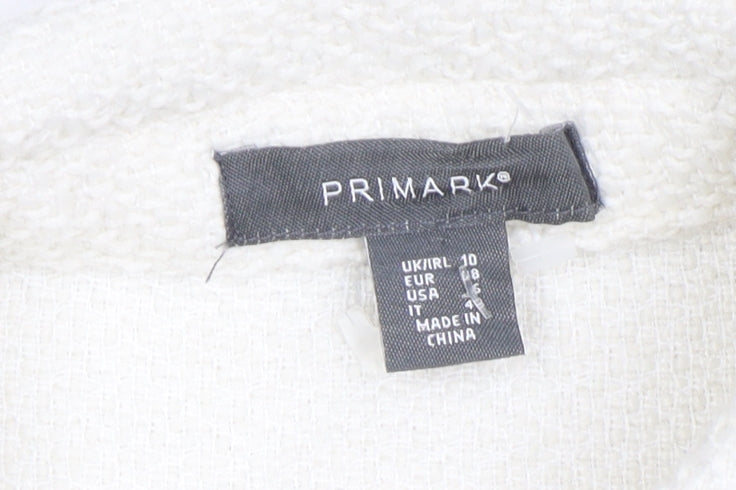 PRIMARK®
UK/IRL 10
EUR
USA
IT
MADE IN
CHINA